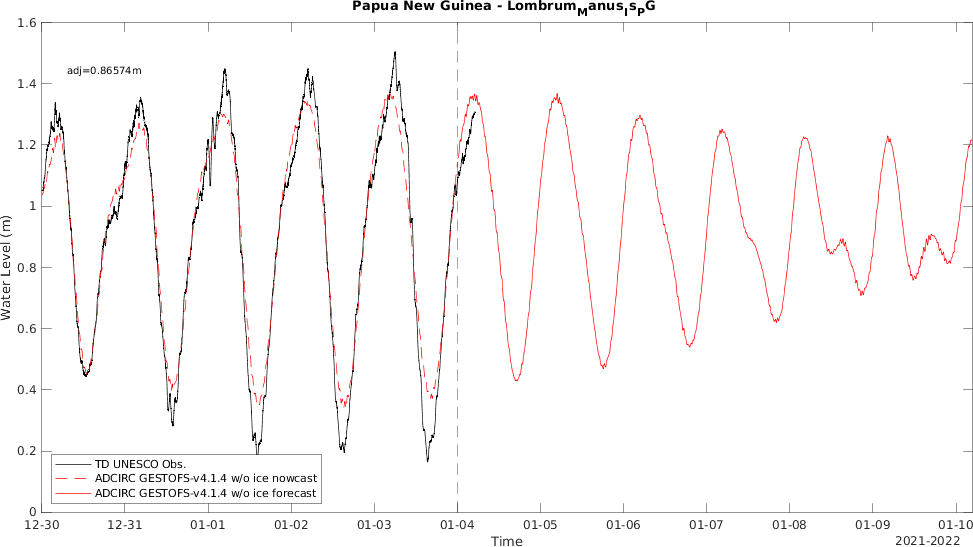 Papua New Guinea - LombrumManusIsPG
1.6
1.4
1.2
1
0.8
0.6
0.4
0.2
0
Water Level (m)
adj=0.86574m
TD UNESCO Obs.
ADCIRC GESTOFS-v4.1.4 w/o ice nowcast
ADCIRC GESTOFS-v4.1.4 w/o ice forecast
12-30 12-31 01-01 01-02 01-03 01-04 01-05 01-06 01-07 01-08 01-09 01-10
Time
2021-2022